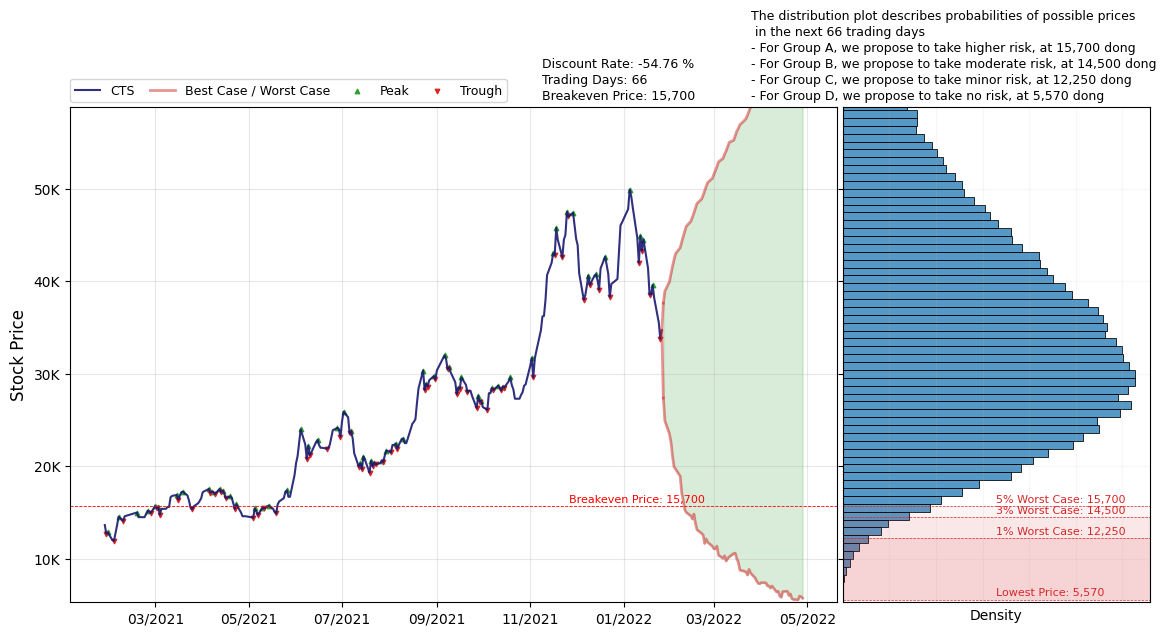 The distribution plot describes probabilities of possible prices
in the next 66 trading days
- For Group A, we propose to take higher risk, at 15,700 dong
- For Group B, we propose to take moderate risk, at 14,500 dong
- For Group C, we propose to take minor risk, at 12,250 dong
- For Group D, we propose to take no risk, at 5,570 dong
Discount Rate: -54.76 %
Trading Days: 66
Breakeven Price: 15,700
CTS
Best Case / Worst Case
Peak
Trough
Stock Price
50K
40K
30K
20K
10K
Breakeven Price: 15,700
5% Worst Case: 15,700
3% Worst Case: 14,500
1% Worst Case: 12,250
Lowest Price: 5,570
03/2021
05/2021
07/2021
09/2021
11/2021
01/2022
03/2022
05/2022
Density